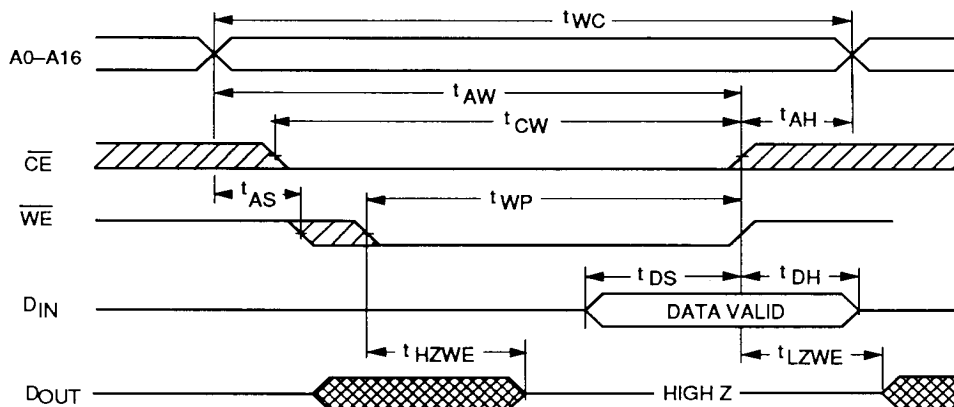 tWC
A0–A16
tAW
tCW
tAH
CE
tAS
tWP
WE
tDS
tDH
DIN
DATA VALID
tHZWE
tLZWE
DOUT
HIGH Z